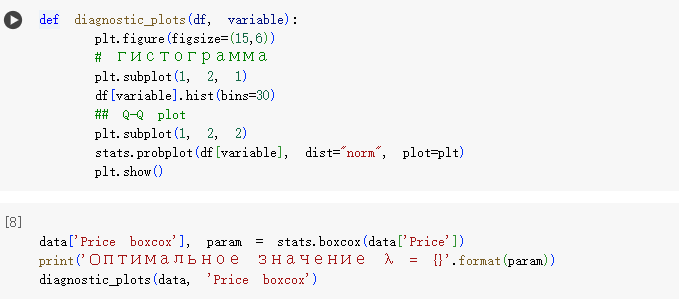 def diagnostic_plots(df, variable):
plt.figure(figsize=(15,6))
# гистограмма
plt.subplot(1, 2, 1)
df[variable].hist(bins=30)
## Q-Q plot
plt.subplot(1, 2, 2)
stats.probplot(df[variable], dist="norm", plot=plt)
plt.show()
[8]
data['Price boxcox'], param = stats.boxcox(data['Price'])
print('Оптимальное значение λ = {}'.format(param))
diagnostic_plots(data, 'Price boxcox')